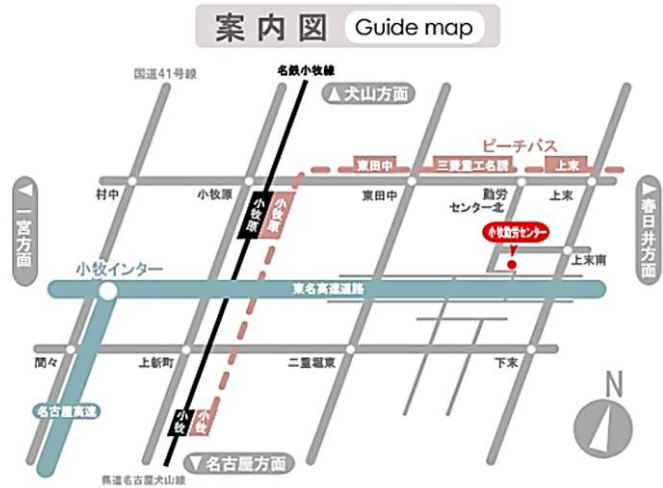 案内図 Guide map
国道41号線
名鉄小牧線
▲犬山方面
ピーチバス
東田中
三菱重工名誘
上末
村中
小牧原
東田中
勤労
センター北
上末
◀一宮方面
▶春日井方面
小牧原
小牧原
小牧勤労センター
上末南
小牧インター
東名高速道路
間々
上新町
二重堀東
下末
名古屋高速
小牧
小牧
▼名古屋方面
県道名古屋犬山線
N